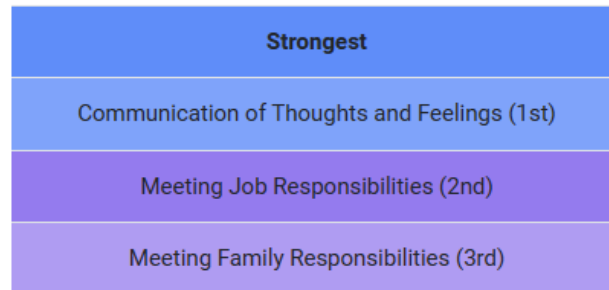 Strongest
Communication of Thoughts and Feelings (1st)
Meeting Job Responsibilities (2nd)
Meeting Family Responsibilities (3rd)